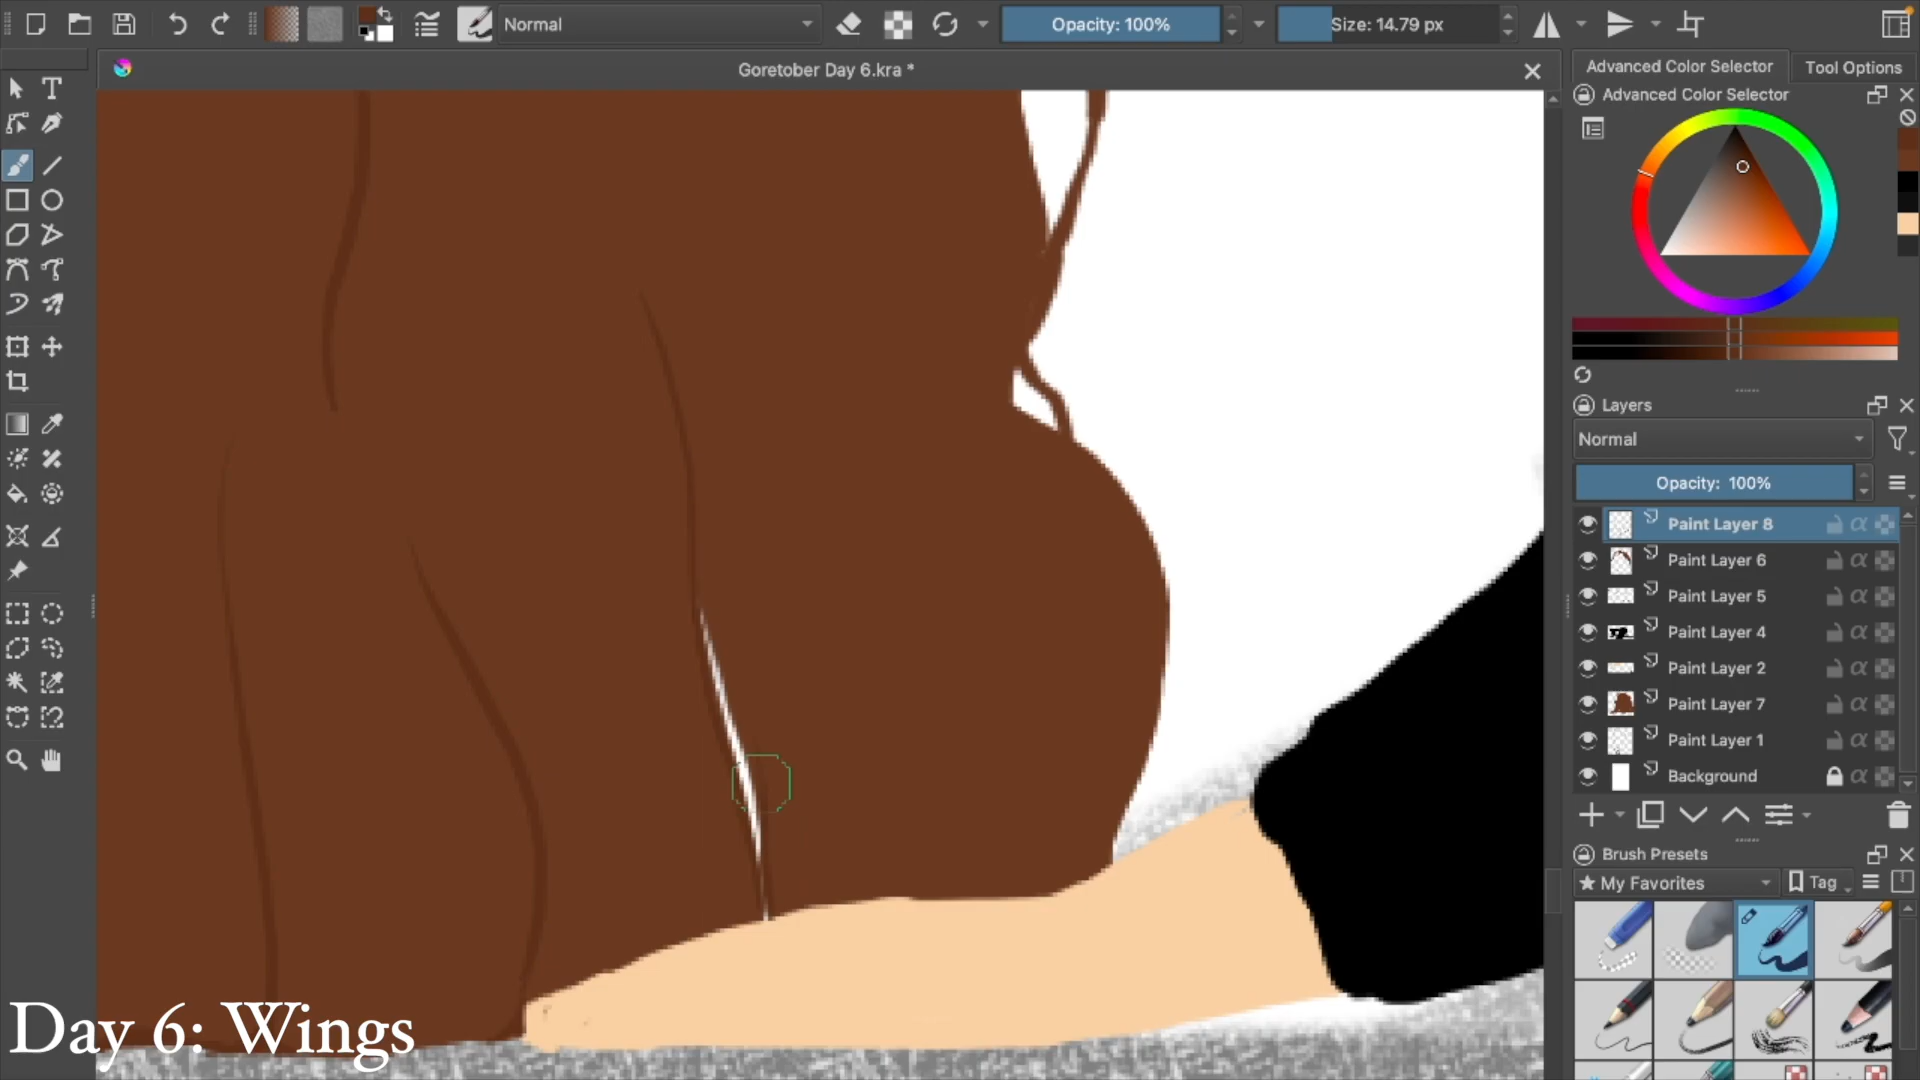 Normal
Opacity: 100%
Size: 14.79 px
Goretober Day 6.kra *
Advanced Color Selector
Tool Options
Advanced Color Selector
Layers
Normal
Opacity: 100%
Paint Layer 8
Paint Layer 6
Paint Layer 5
Paint Layer 4
Paint Layer 2
Paint Layer 7
Paint Layer 1
Background
Brush Presets
★ My Favorites
Tag
Day 6: Wings